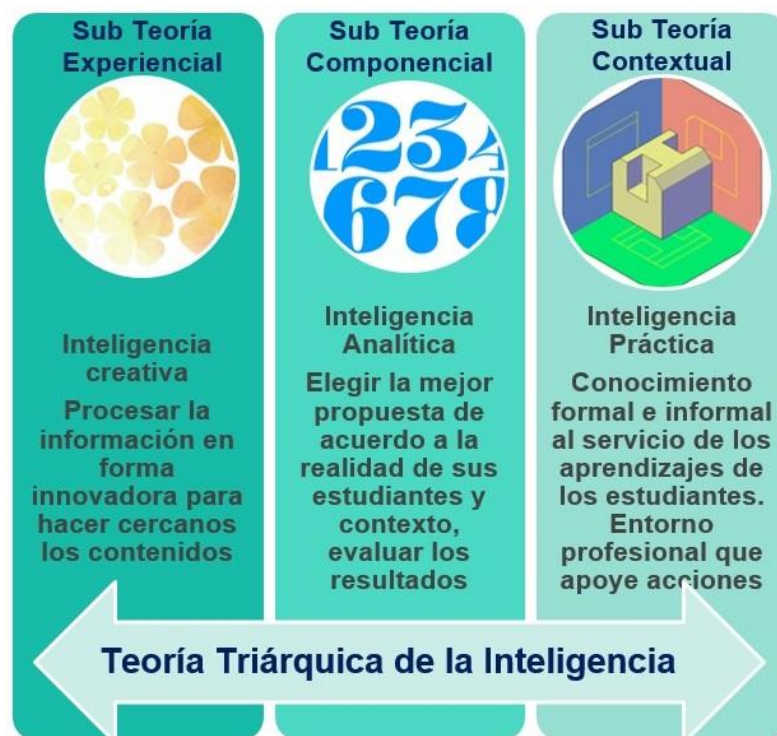 Sub Teoría
Experiencial
Inteligencia
creativa
Procesar la
información en
forma
innovadora para
hacer cercanos
los contenidos
Sub Teoría
Componencial
1234
678
Inteligencia
Analítica
Elegir la mejor
propuesta de
acuerdo a la
realidad de sus
estudiantes y
contexto,
evaluar los
resultados
Sub Teoría
Contextual
Inteligencia
Práctica
Conocimiento
formal e informal
al servicio de los
aprendizajes de
los estudiantes.
Entorno
profesional que
apoye acciones
Teoría Triárquica de la Inteligencia